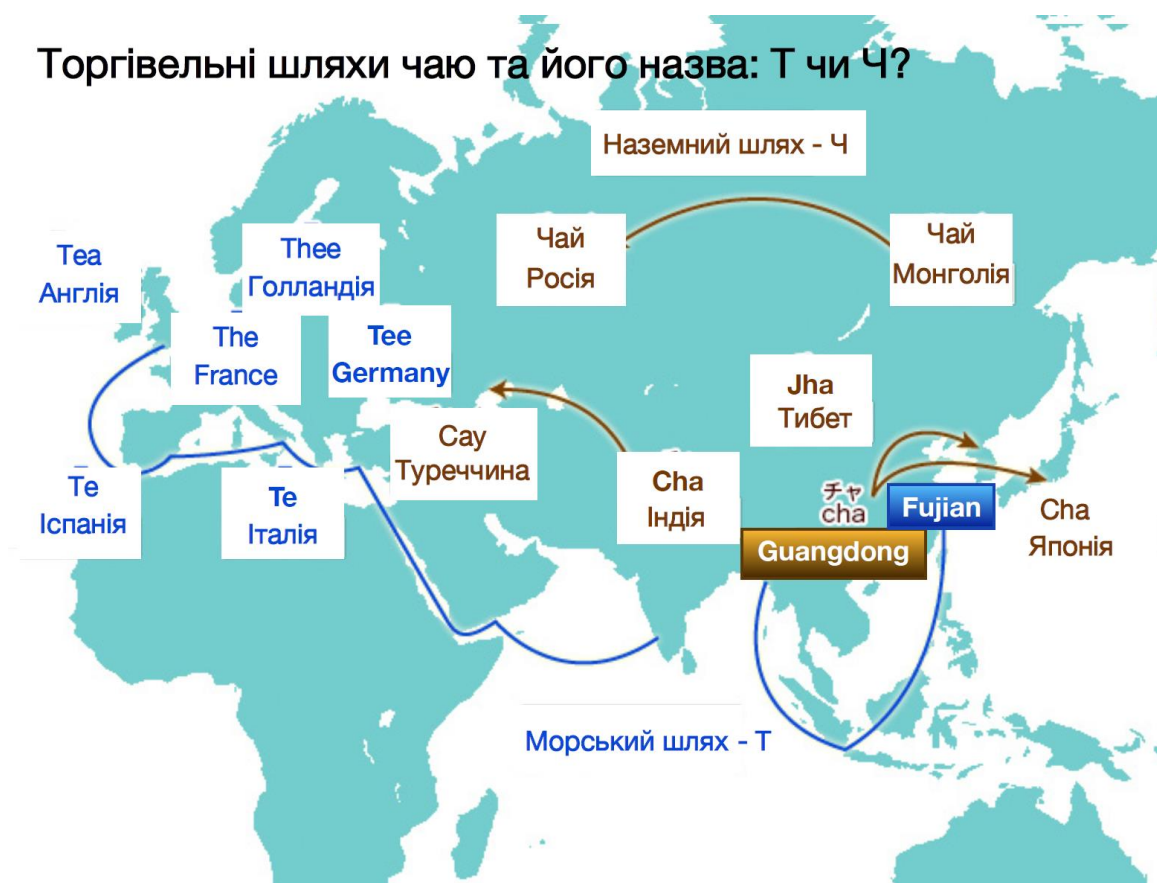 Торгівельні шляхи чаю та його назва: Т чи Ч?
Наземний шлях - Ч
Tea
Англія
Thee
Голландія
Чай
Росія
Чай
Монголія
The
France
Tee
Germany
Jha
Тибет
Cay
Туреччина
Te
Іспанія
Te
Італія
Cha
Індія
チャ
cha
Fujian
Guangdong
Cha
Японія
Морський шлях - Т